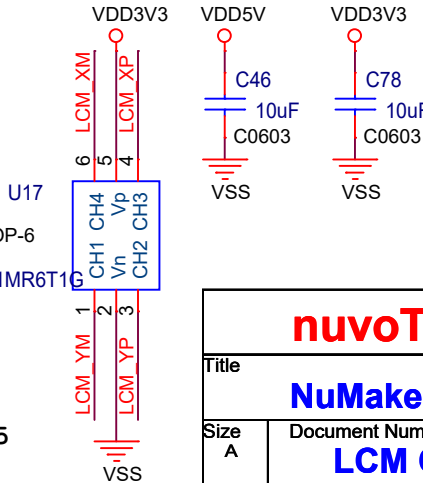 VDD3V3
VDD5V
VDD3V3
LCM_XM
LCM_XP
C46
C78
10uF
10uF
C0603
C0603
6
5
4
VSS
VSS
U17
CH4
Vp
CH3
OP-6
CH1
Vn
CH2
1MR6T1G
1
2
3
LCM_YM
LCM_YP
5
VSS
nuvoT
Title
NuMake
Size
A
Document Num
LCM